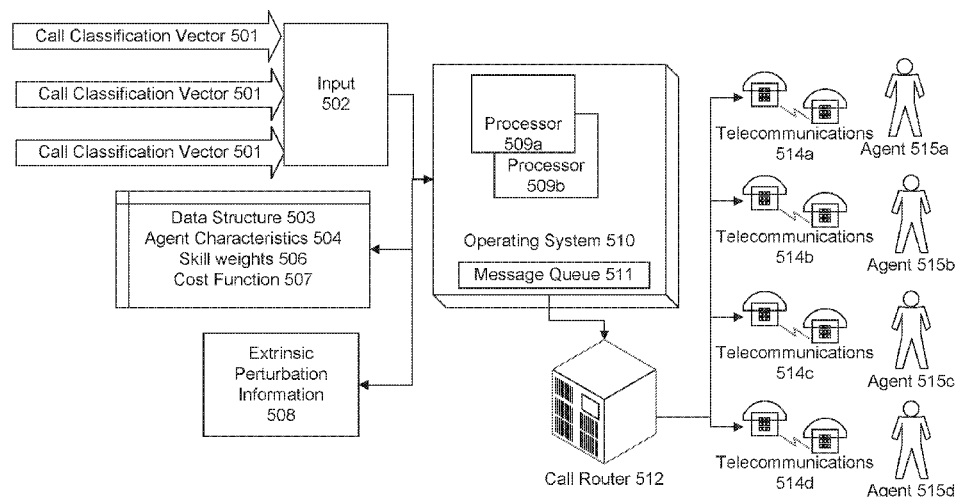 Call Classification Vector 501
Call Classification Vector 501
Call Classification Vector 501
Input
502
Data Structure 503
Agent Characteristics 504
Skill weights 506
Cost Function 507
Extrinsic
Perturbation
Information
508
Processor
509a
Processor
509b
Operating System 510
Message Queue 511
Call Router 512
Telecommunications
514a
Agent 515a
Telecommunications
514b
Agent 515b
Telecommunications
514c
Agent 515c
Telecommunications
514d
Agent 515d